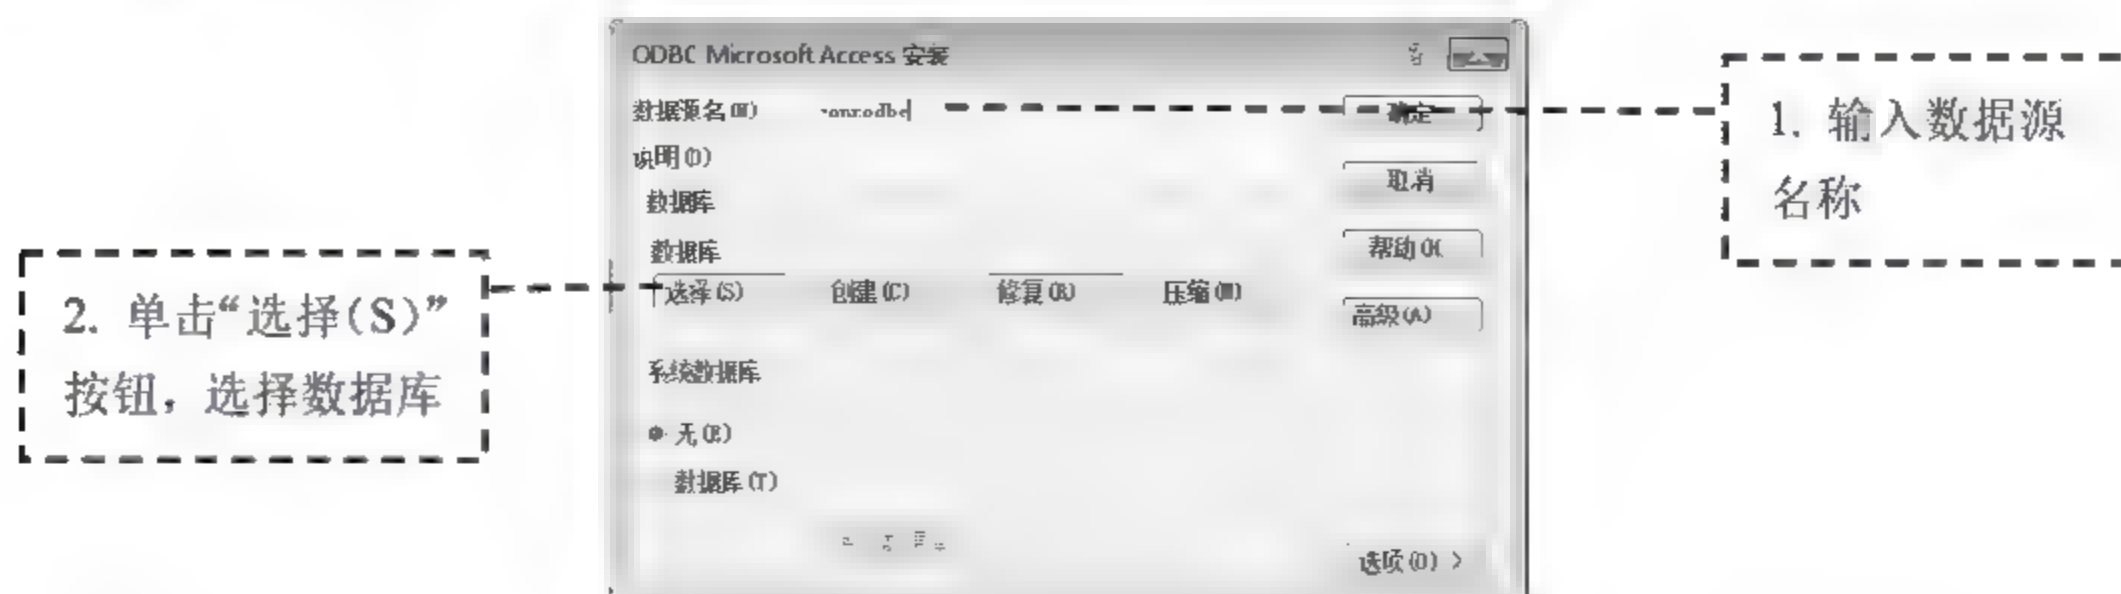 ODBC Microsoft Access 安装
数据源名(N)
确定
1. 输入数据源
名称
说明(D)
取消
数据库
数据库
帮助(H
2. 单击“选择(S)”
按钮，选择数据库
选择(S) 创建(C) 修复(R) 压缩(M)
高级(A)
系统数据库
无(E)
数据库(T)
选项(O) >